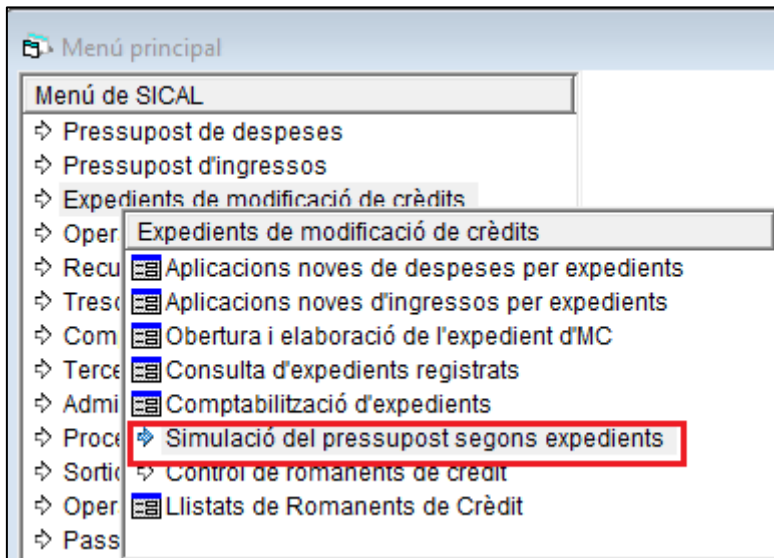 Menú principal
Menú de SICAL
Pressupost de despeses
Pressupost d'ingressos
Expedients de modificació de crèdits
Oper
Expedients de modificació de crèdits
Recu
Aplicacions noves de despeses per expedients
Treso
Aplicacions noves d'ingressos per expedients
Com
Obertura i elaboració de l'expedient d'MC
Terce
Consulta d'expedients registrats
Admi
Comptabilització d'expedients
Proce
Simulació del pressupost segons expedients
Sortic
Control de romanents de crèdit
Oper
Llistats de Romanents de Crèdit
Pass